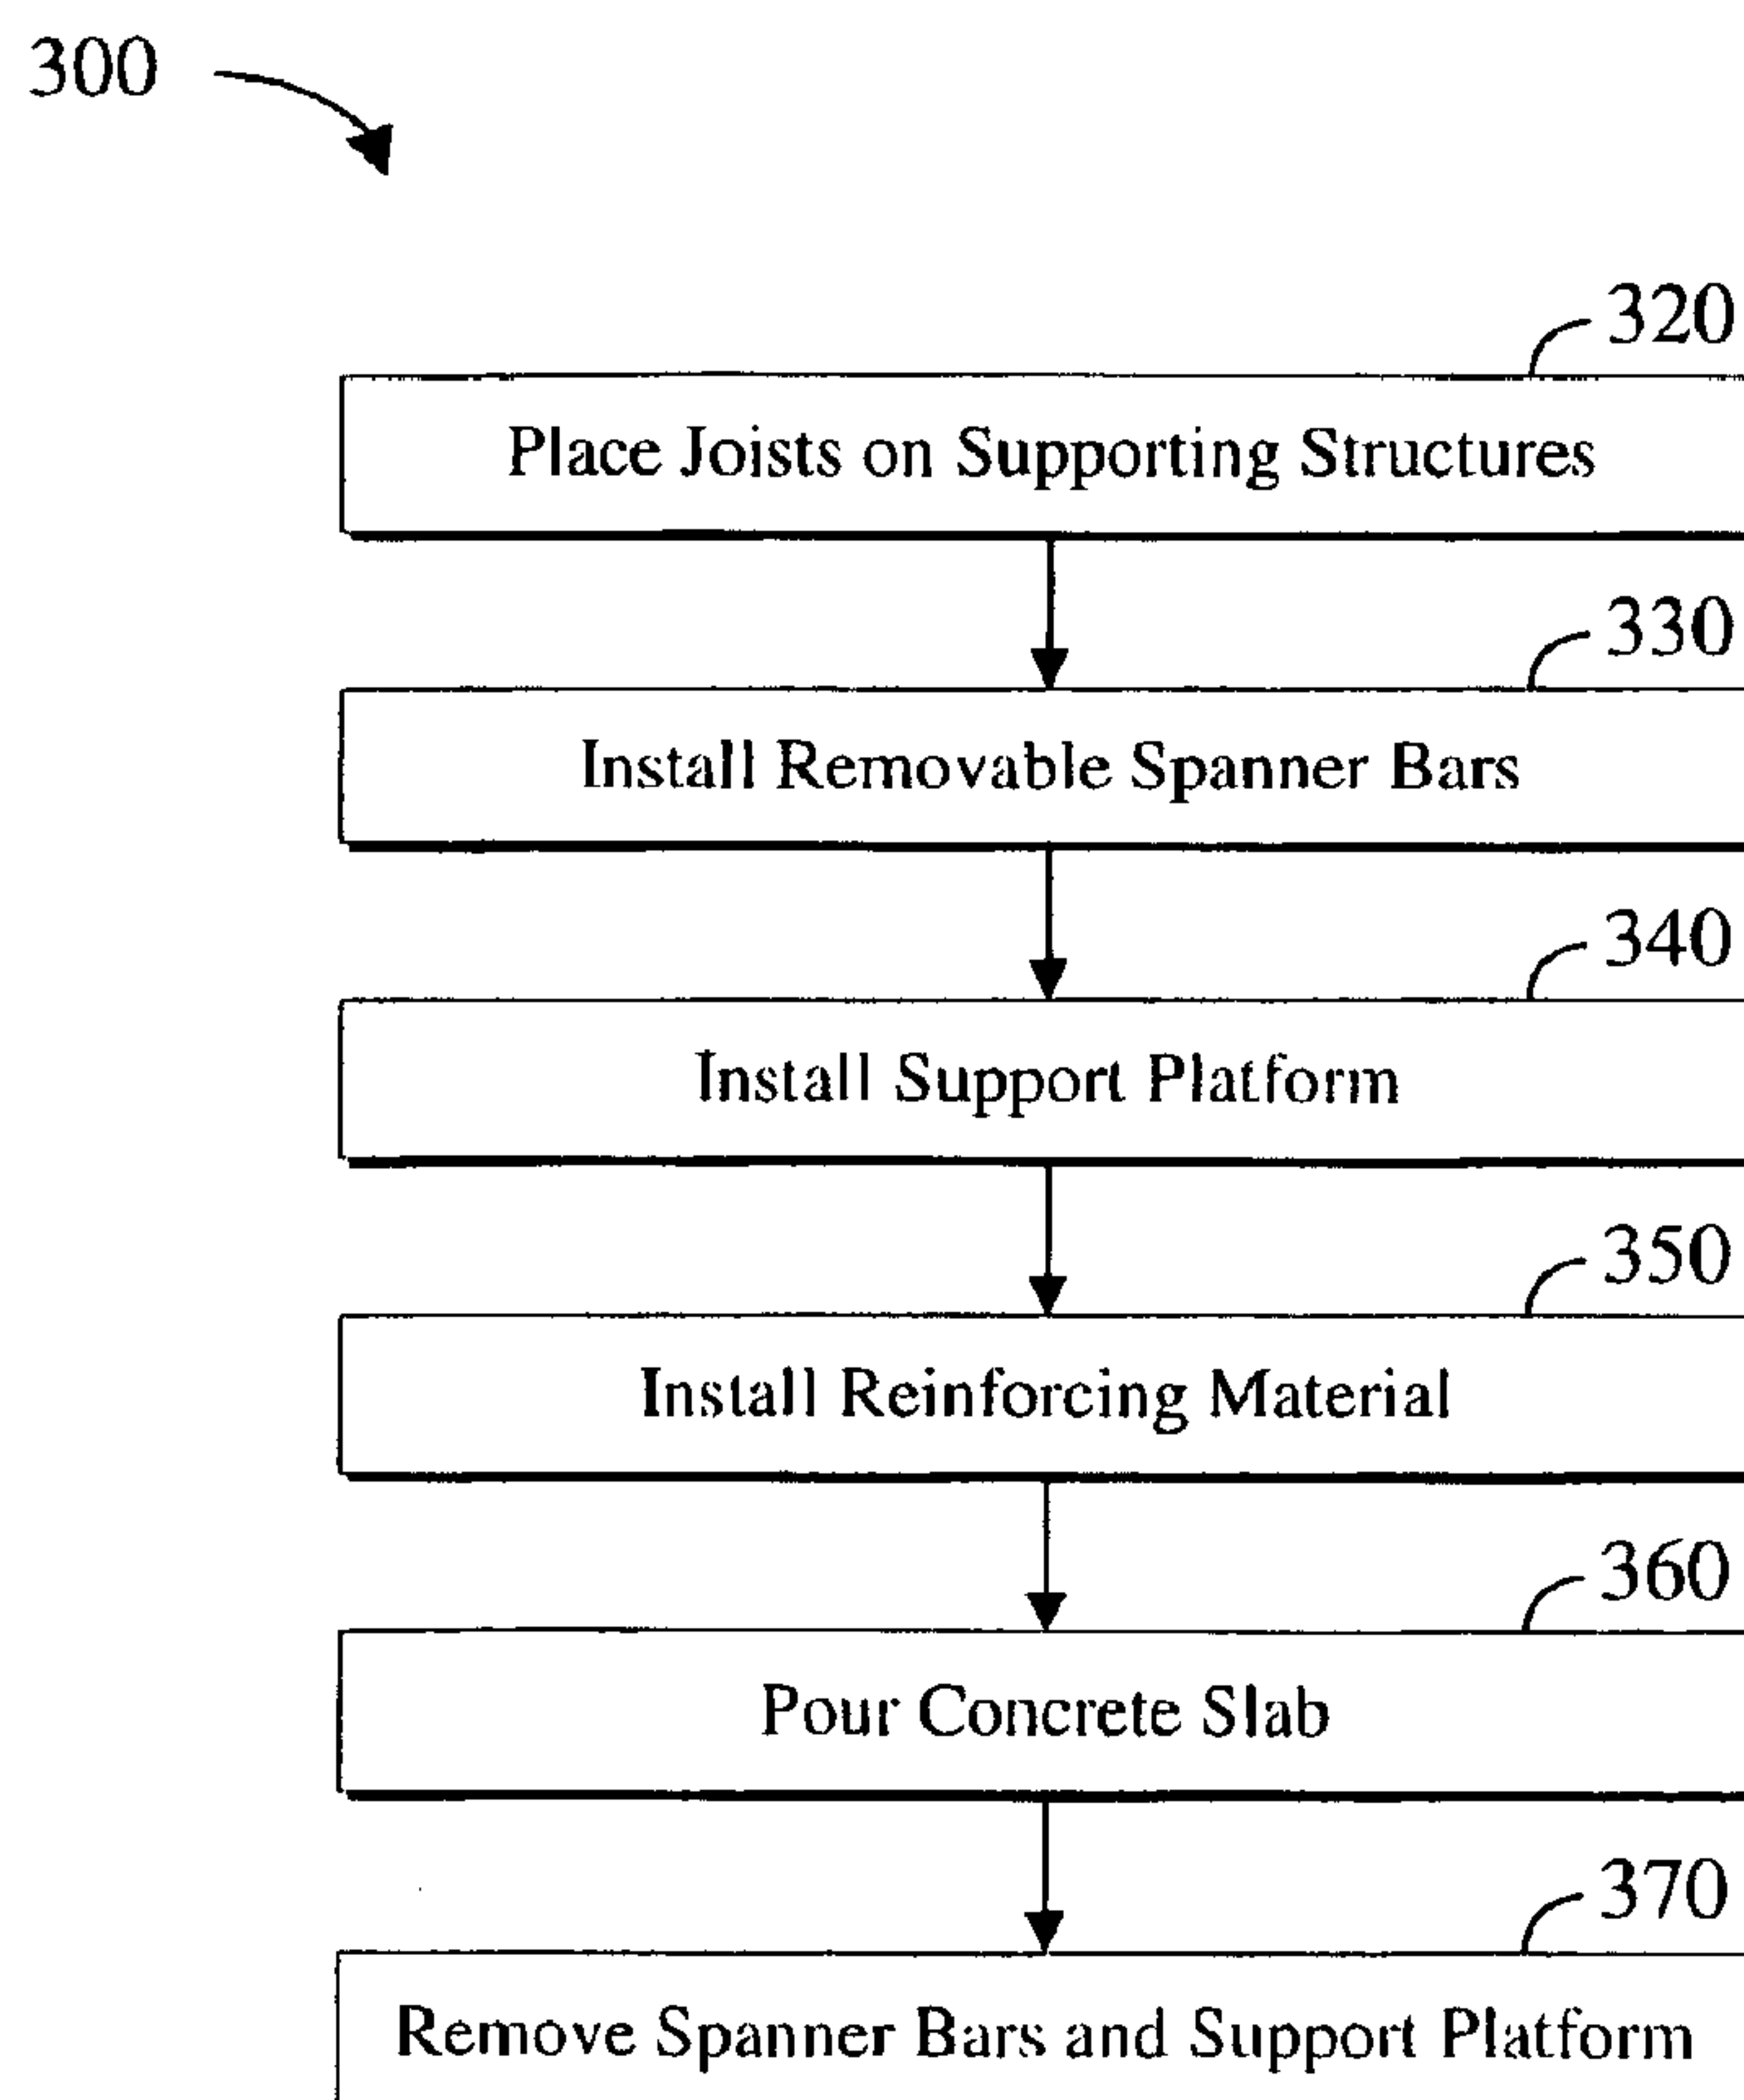 300
320
Place Joists on Supporting Structures
330
Install Removable Spanner Bars
340
Install Support Platform
350
Install Reinforcing Material
360
Pour Concrete Slab
370
Remove Spanner Bars and Support Platform